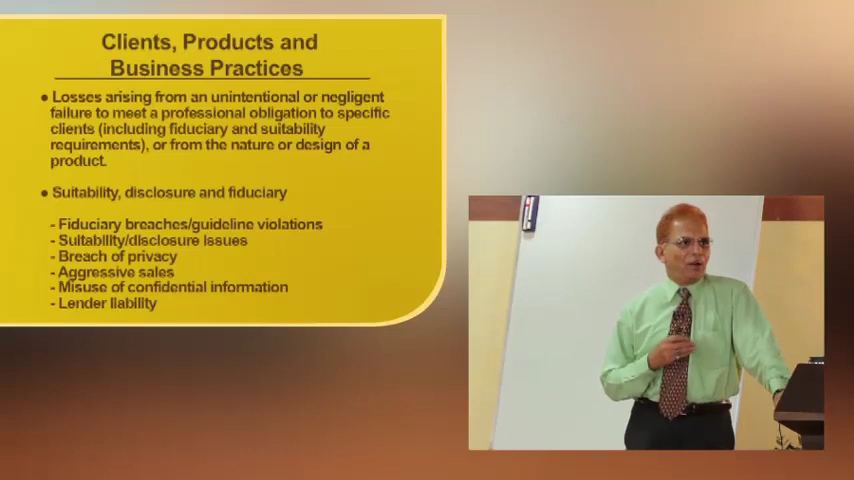 Clients, Products and
Business Practices
● Losses arising from an unintentional or negligent
failure to meet a professional obligation to specific
clients (including fiduciary and suitability
requirements), or from the nature or design of a
product.
● Suitability, disclosure and fiduciary
- Fiduciary breaches/guideline violations
- Suitability/disclosure issues
- Breach of privacy
- Aggressive sales
- Misuse of confidential information
- Lender liability